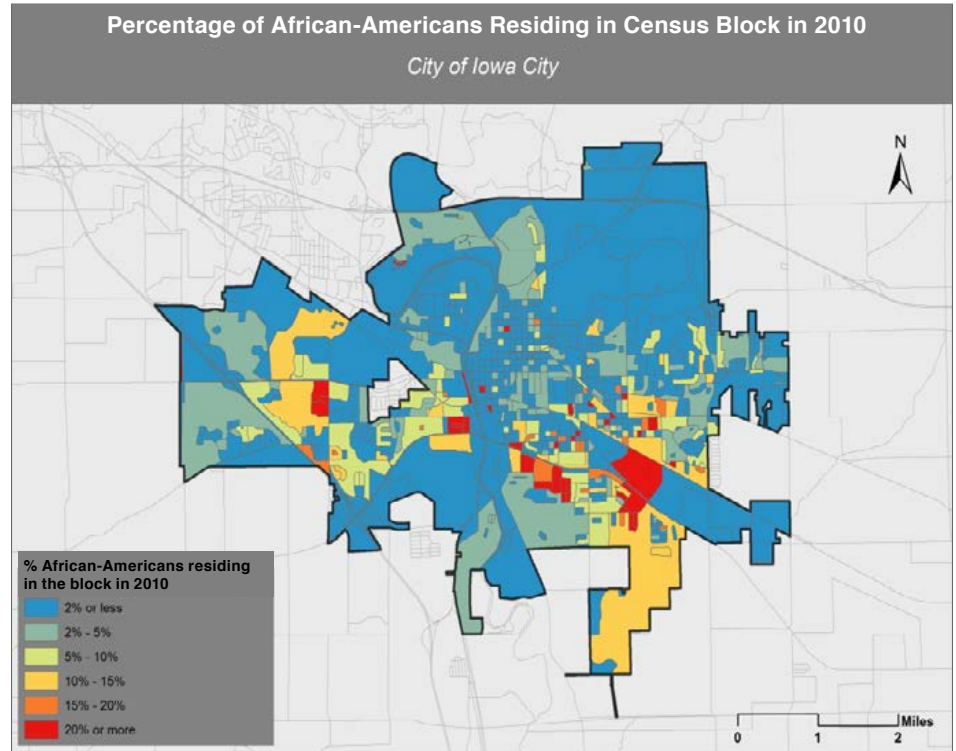 Percentage of African-Americans Residing in Census Block in 2010
City of Iowa City
N
% African-Americans residing
in the block in 2010
2% or less
2% - 5%
5% - 10%
10% - 15%
15% - 20%
20% or more
Miles
0 1 2